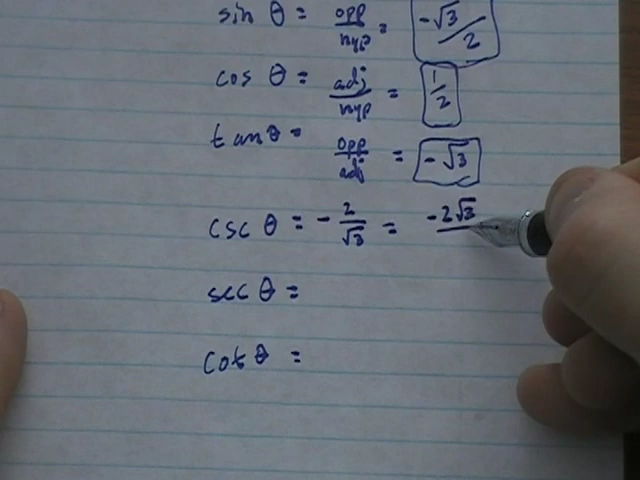 sin θ = opp/hyp = -√3/2
cos θ = adj/hyp = 1/2
tan θ = opp/adj = -√3
csc θ = - 2/√3 = -2√3
sec θ =
cot θ =